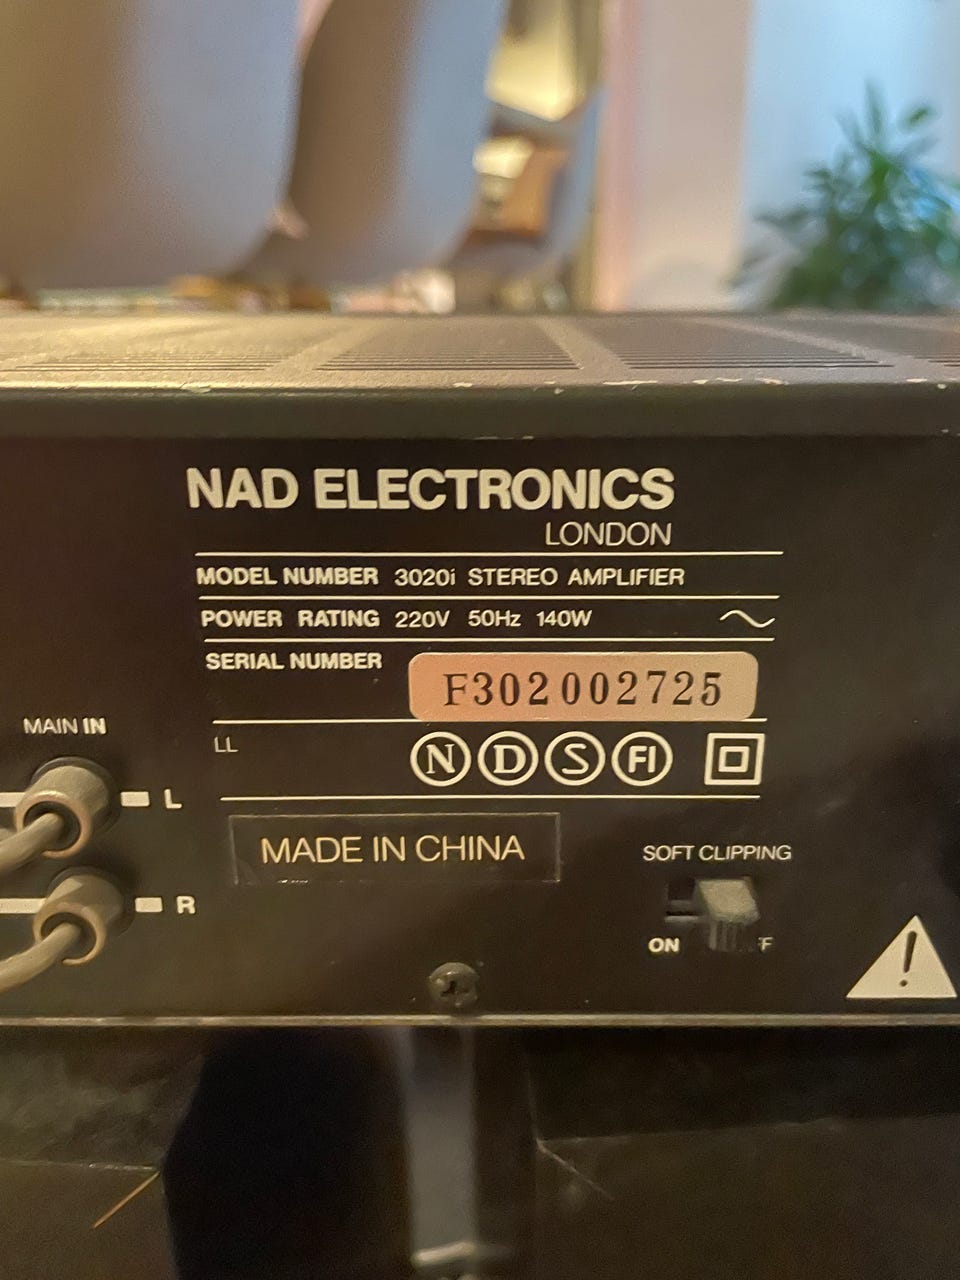 NAD ELECTRONICS
LONDON
MODEL NUMBER 3020i STEREO AMPLIFIER
POWER RATING 220V 50Hz 140W
SERIAL NUMBER F302002725
LL N D S FI
MAIN IN
L
R
MADE IN CHINA
SOFT CLIPPING
ON F
!